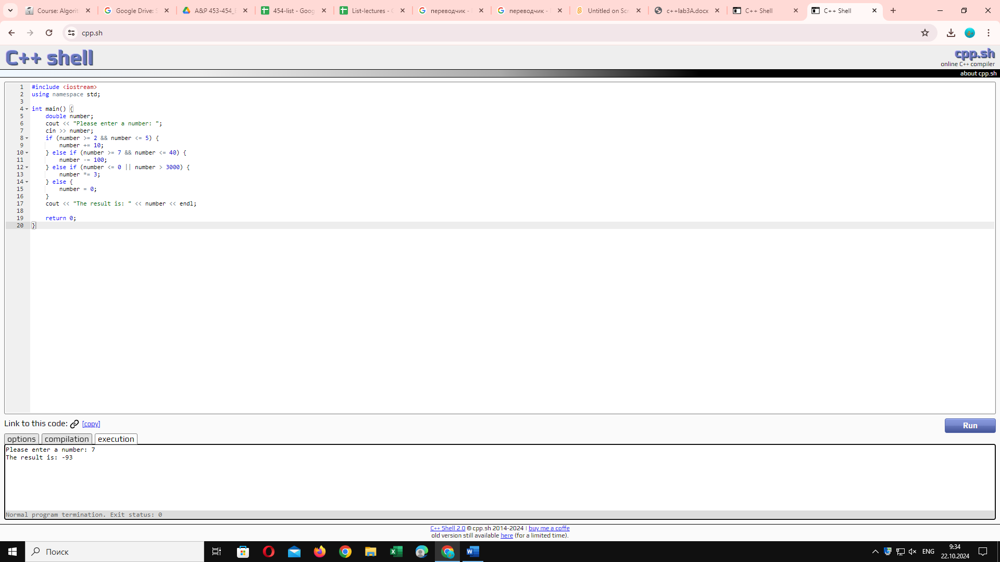 Course: Algorit
Google Drive: S
A&P 453-454_E
454-list - Goog
List-lectures - G
переводчик -
переводчик -
Untitled on Scr
c++lab3A.docx
C++ Shell
C++ Shell
cpp.sh
C++ shell
cpp.sh
online C++ compiler
about cpp.sh
1 #include <iostream>
2 using namespace std;
3
4 int main() {
5 double number;
6 cout << "Please enter a number: ";
7 cin >> number;
8 if (number >= 2 && number <= 5) {
9 number += 10;
10 } else if (number >= 7 && number <= 40) {
11 number -= 100;
12 } else if (number <= 0 || number > 3000) {
13 number *= 3;
14 } else {
15 number = 0;
16 }
17 cout << "The result is: " << number << endl;
18
19 return 0;
20 }
Link to this code: [copy]
Run
options compilation execution
Please enter a number: 7
The result is: -93
Normal program termination. Exit status: 0
C++ Shell 2.0 © cpp.sh 2014-2024 | buy me a coffe
old version still available here (for a limited time).
Поиск
ENG
9:34
22.10.2024